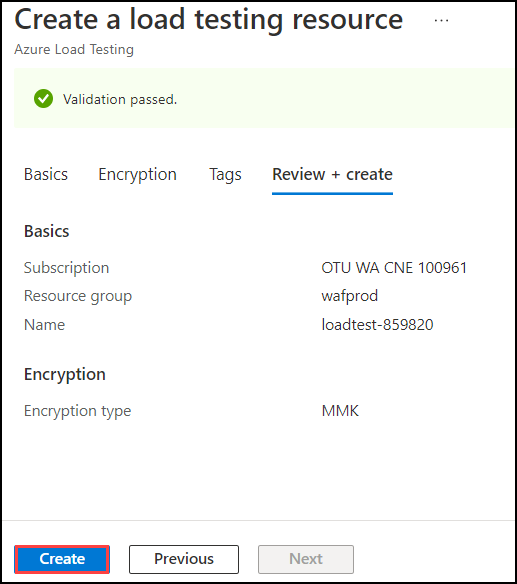 Create a load testing resource ...
Azure Load Testing
Validation passed.
Basics Encryption Tags Review + create
Basics
Subscription OTU WA CNE 100961
Resource group wafprod
Name loadtest-859820
Encryption
Encryption type MMK
Create Previous Next